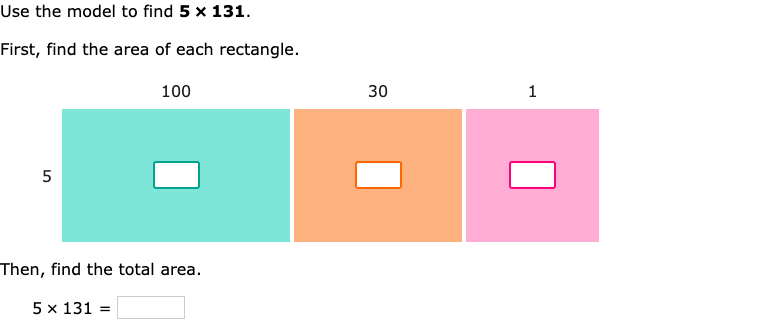 Use the model to find 5 × 131.
First, find the area of each rectangle.
100 30 1
5
Then, find the total area.
5 × 131 =